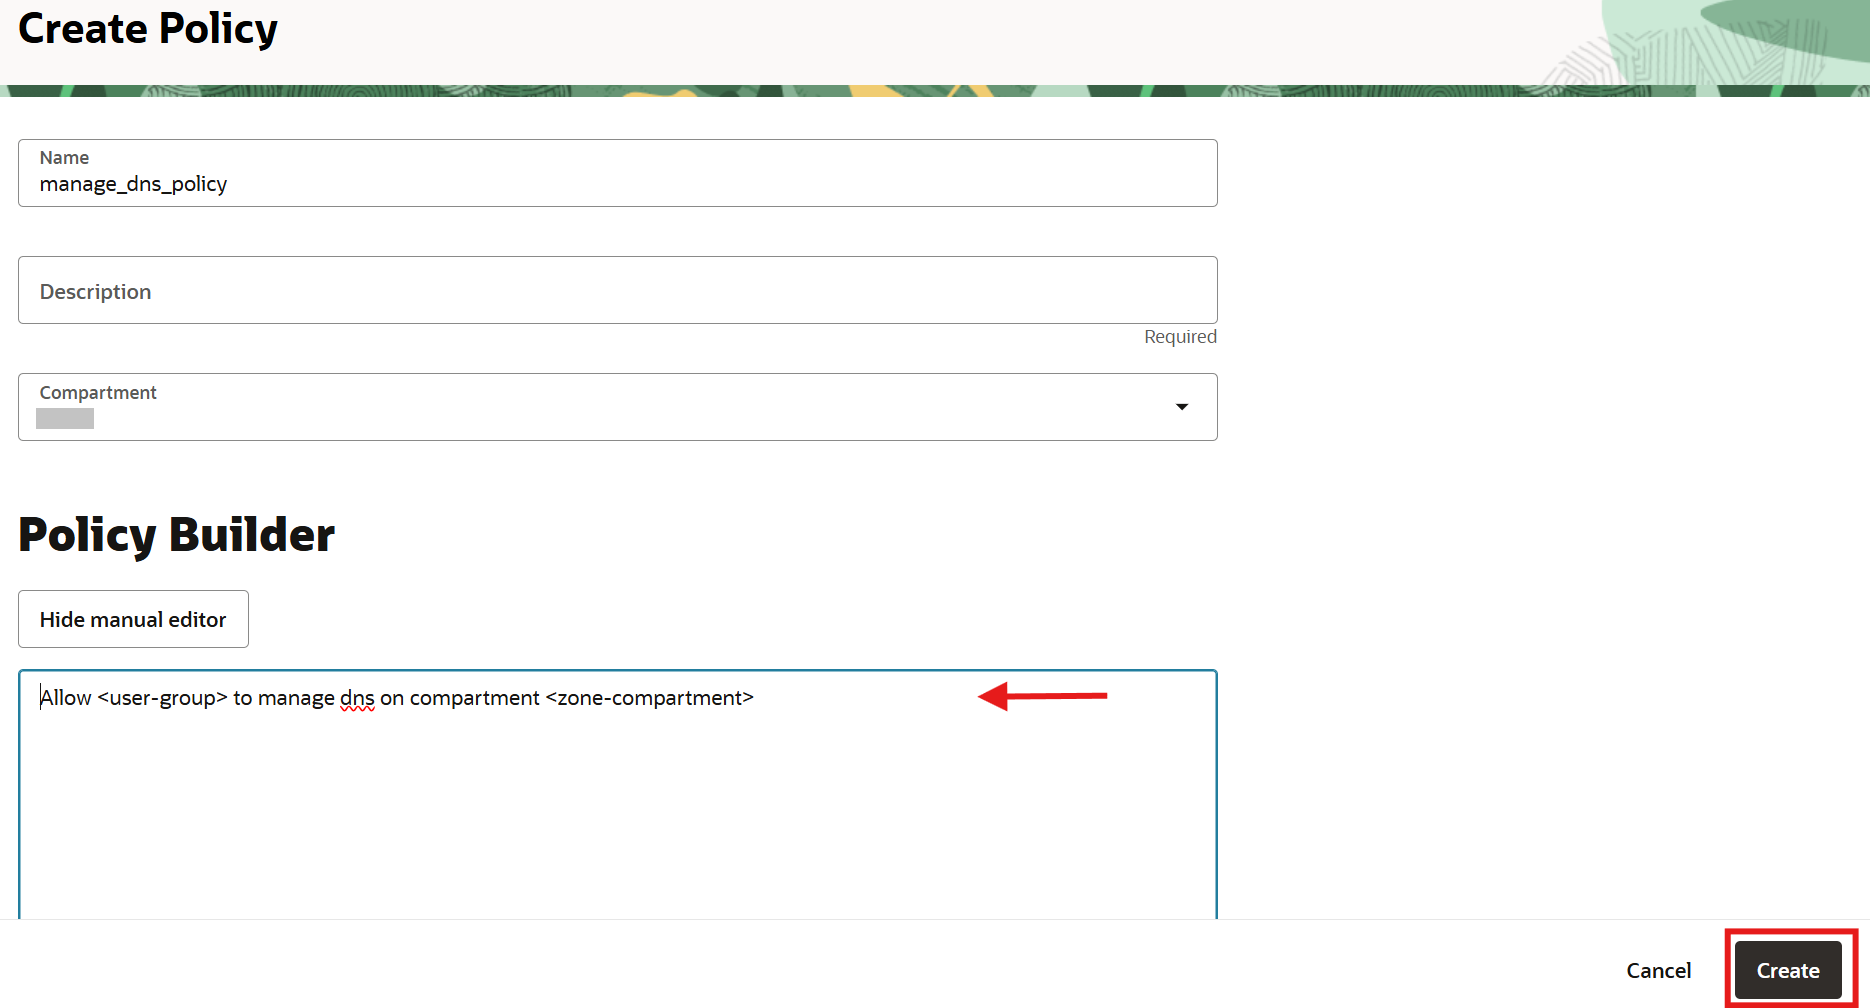 Create Policy
Name
manage_dns_policy
Description
Required
Compartment
Policy Builder
Hide manual editor
Allow <user-group> to manage dns on compartment <zone-compartment>
Cancel
Create